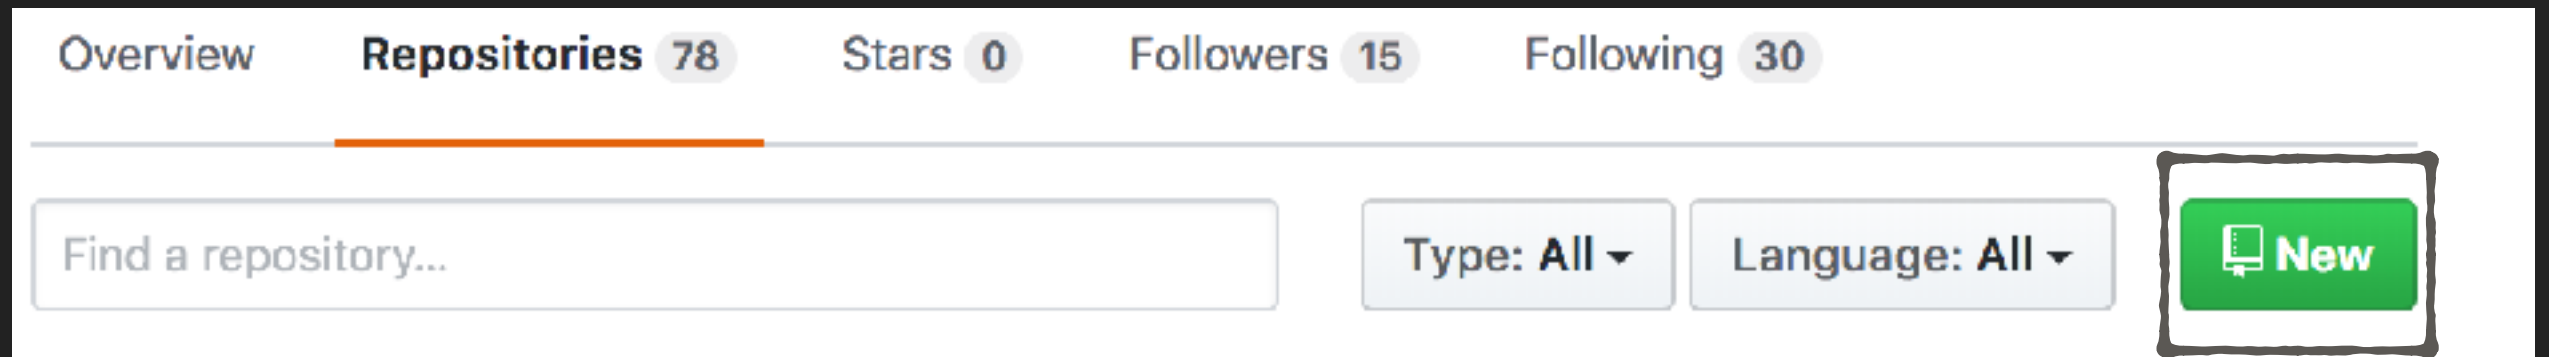 Overview Repositories 78 Stars 0 Followers 15 Following 30
Find a repository... Type: All Language: All New